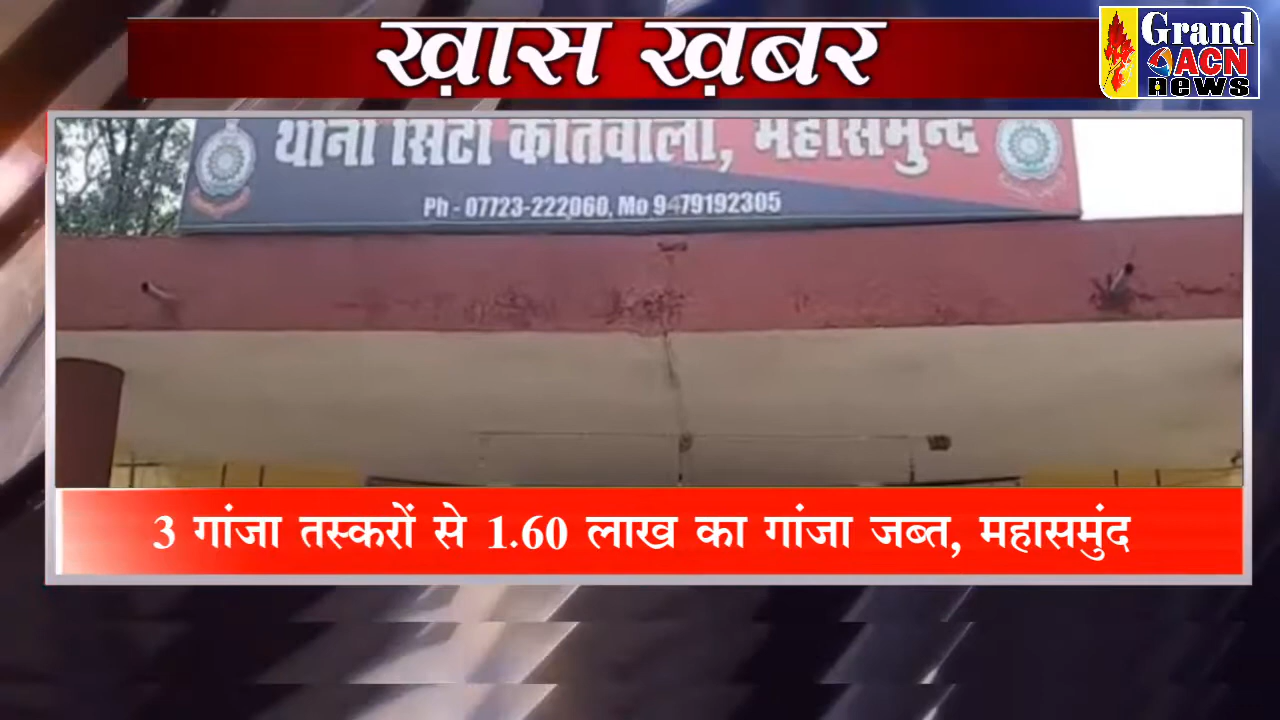 ख़ास ख़बर
Grand
ACN
news
थाना सिटी कोतवाली, महासमुन्द
Ph - 07723-222060, Mo 9479192305
3 गांजा तस्करों से 1.60 लाख का गांजा जब्त, महासमुंद